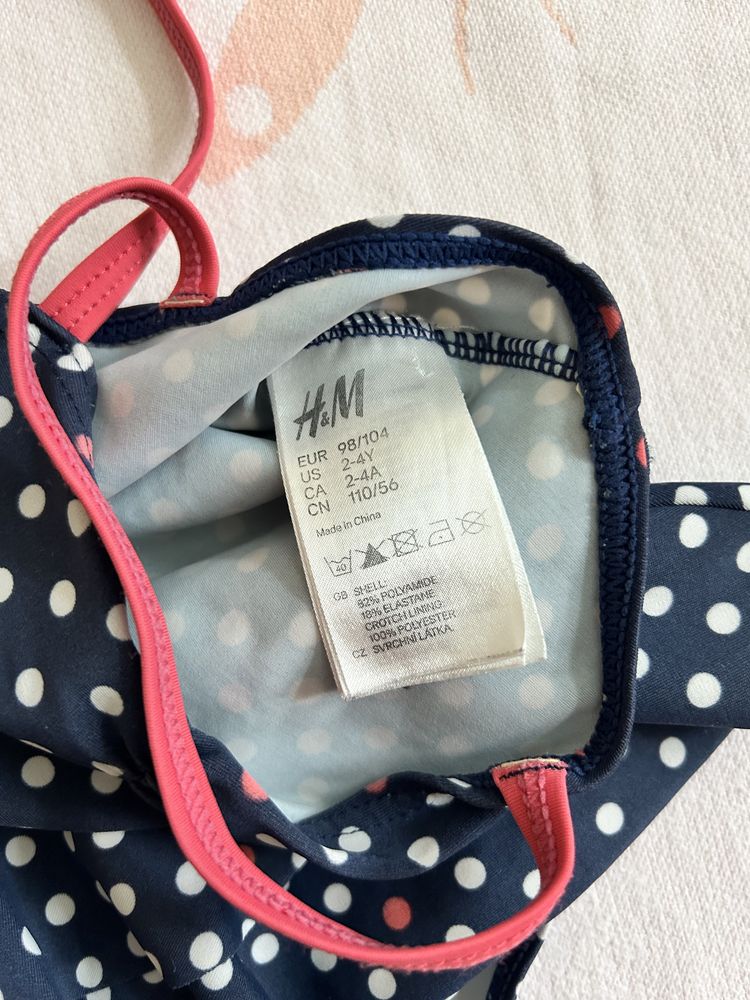 H&M
EUR 98/104
US 2-4Y
CA 2-4A
CN 110/56
Made in China
40
GB SHELL:
82% POLYAMIDE
18% ELASTANE
CROTCH LINING:
100% POLYESTER
CZ SVRCHNÍ LÁTKA: